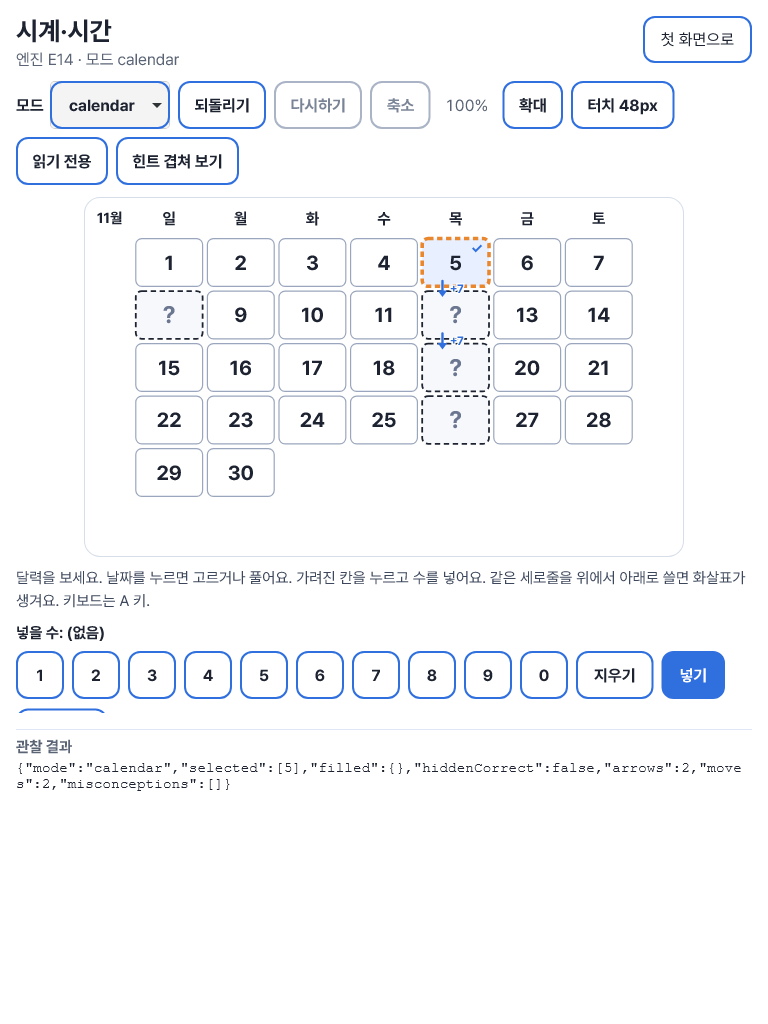 시계·시간
엔진 E14 · 모드 calendar
첫 화면으로
모드 calendar 되돌리기 다시하기 축소 100% 확대 터치 48px
읽기 전용 힌트 겹쳐 보기
11월 일 월 화 수 목 금 토
1 2 3 4 5 6 7
+7
? 9 10 11 ? 13 14
+7
15 16 17 18 ? 20 21
22 23 24 25 ? 27 28
29 30
달력을 보세요. 날짜를 누르면 고르거나 풀어요. 가려진 칸을 누르고 수를 넣어요. 같은 세로줄을 위에서 아래로 쓸면 화살표가
생겨요. 키보드는 A 키.
넣을 수: (없음)
1 2 3 4 5 6 7 8 9 0 지우기 넣기
관찰 결과
{"mode":"calendar","selected":[5],"filled":{},"hiddenCorrect":false,"arrows":2,"move
s":2,"misconceptions":[]}